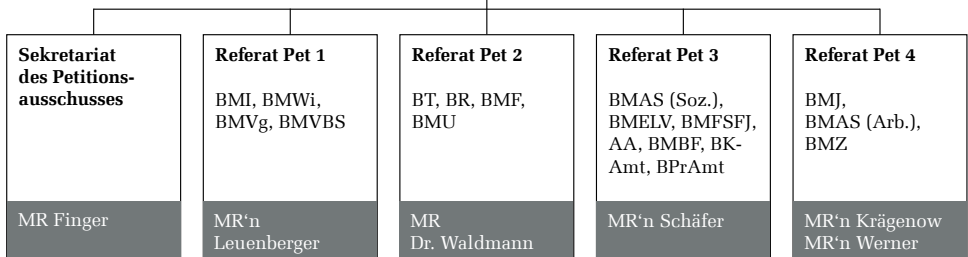 Sekretariat
des Petitions-
ausschusses
MR Finger
Referat Pet 1
BMI, BMWi,
BMVg, BMVBS
MR‘n
Leuenberger
Referat Pet 2
BT, BR, BMF,
BMU
MR
Dr. Waldmann
Referat Pet 3
BMAS (Soz.),
BMELV, BMFSFJ,
AA, BMBF, BK-
Amt, BPrAmt
MR‘n Schäfer
Referat Pet 4
BMJ,
BMAS (Arb.),
BMZ
MR‘n Krägenow
MR‘n Werner